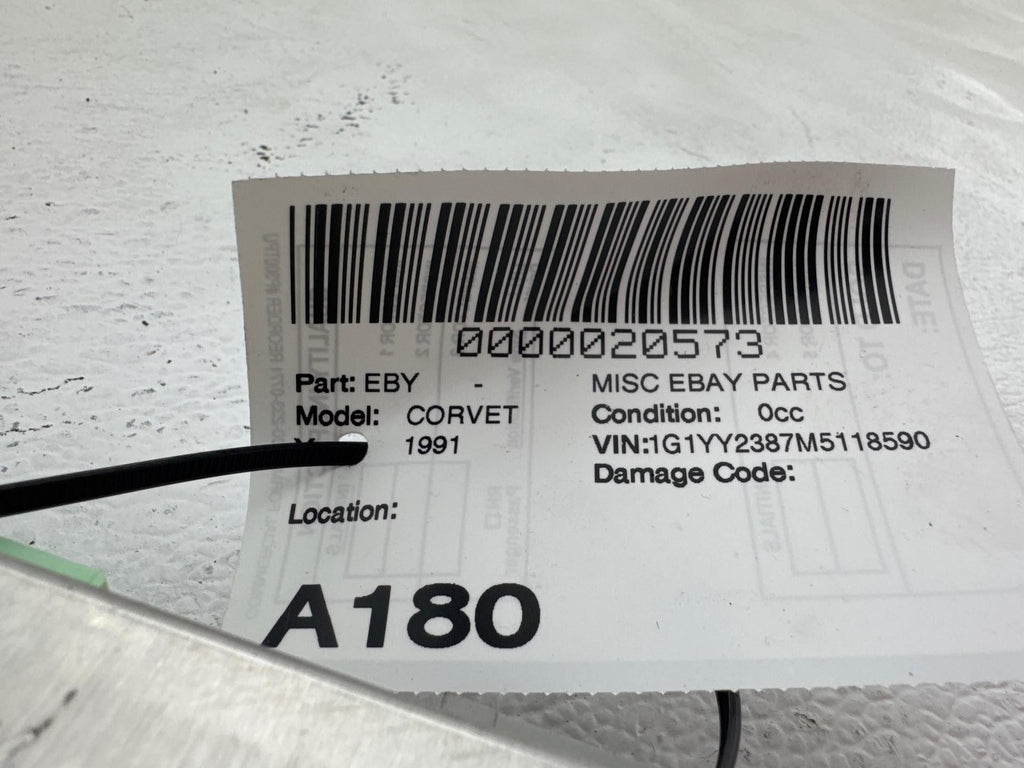 0000020573
Part: EBY - MISC EBAY PARTS
Model: CORVET Condition: 0cc
1991 VIN:1G1YY2387M5118590
Damage Code:
Location:
A180